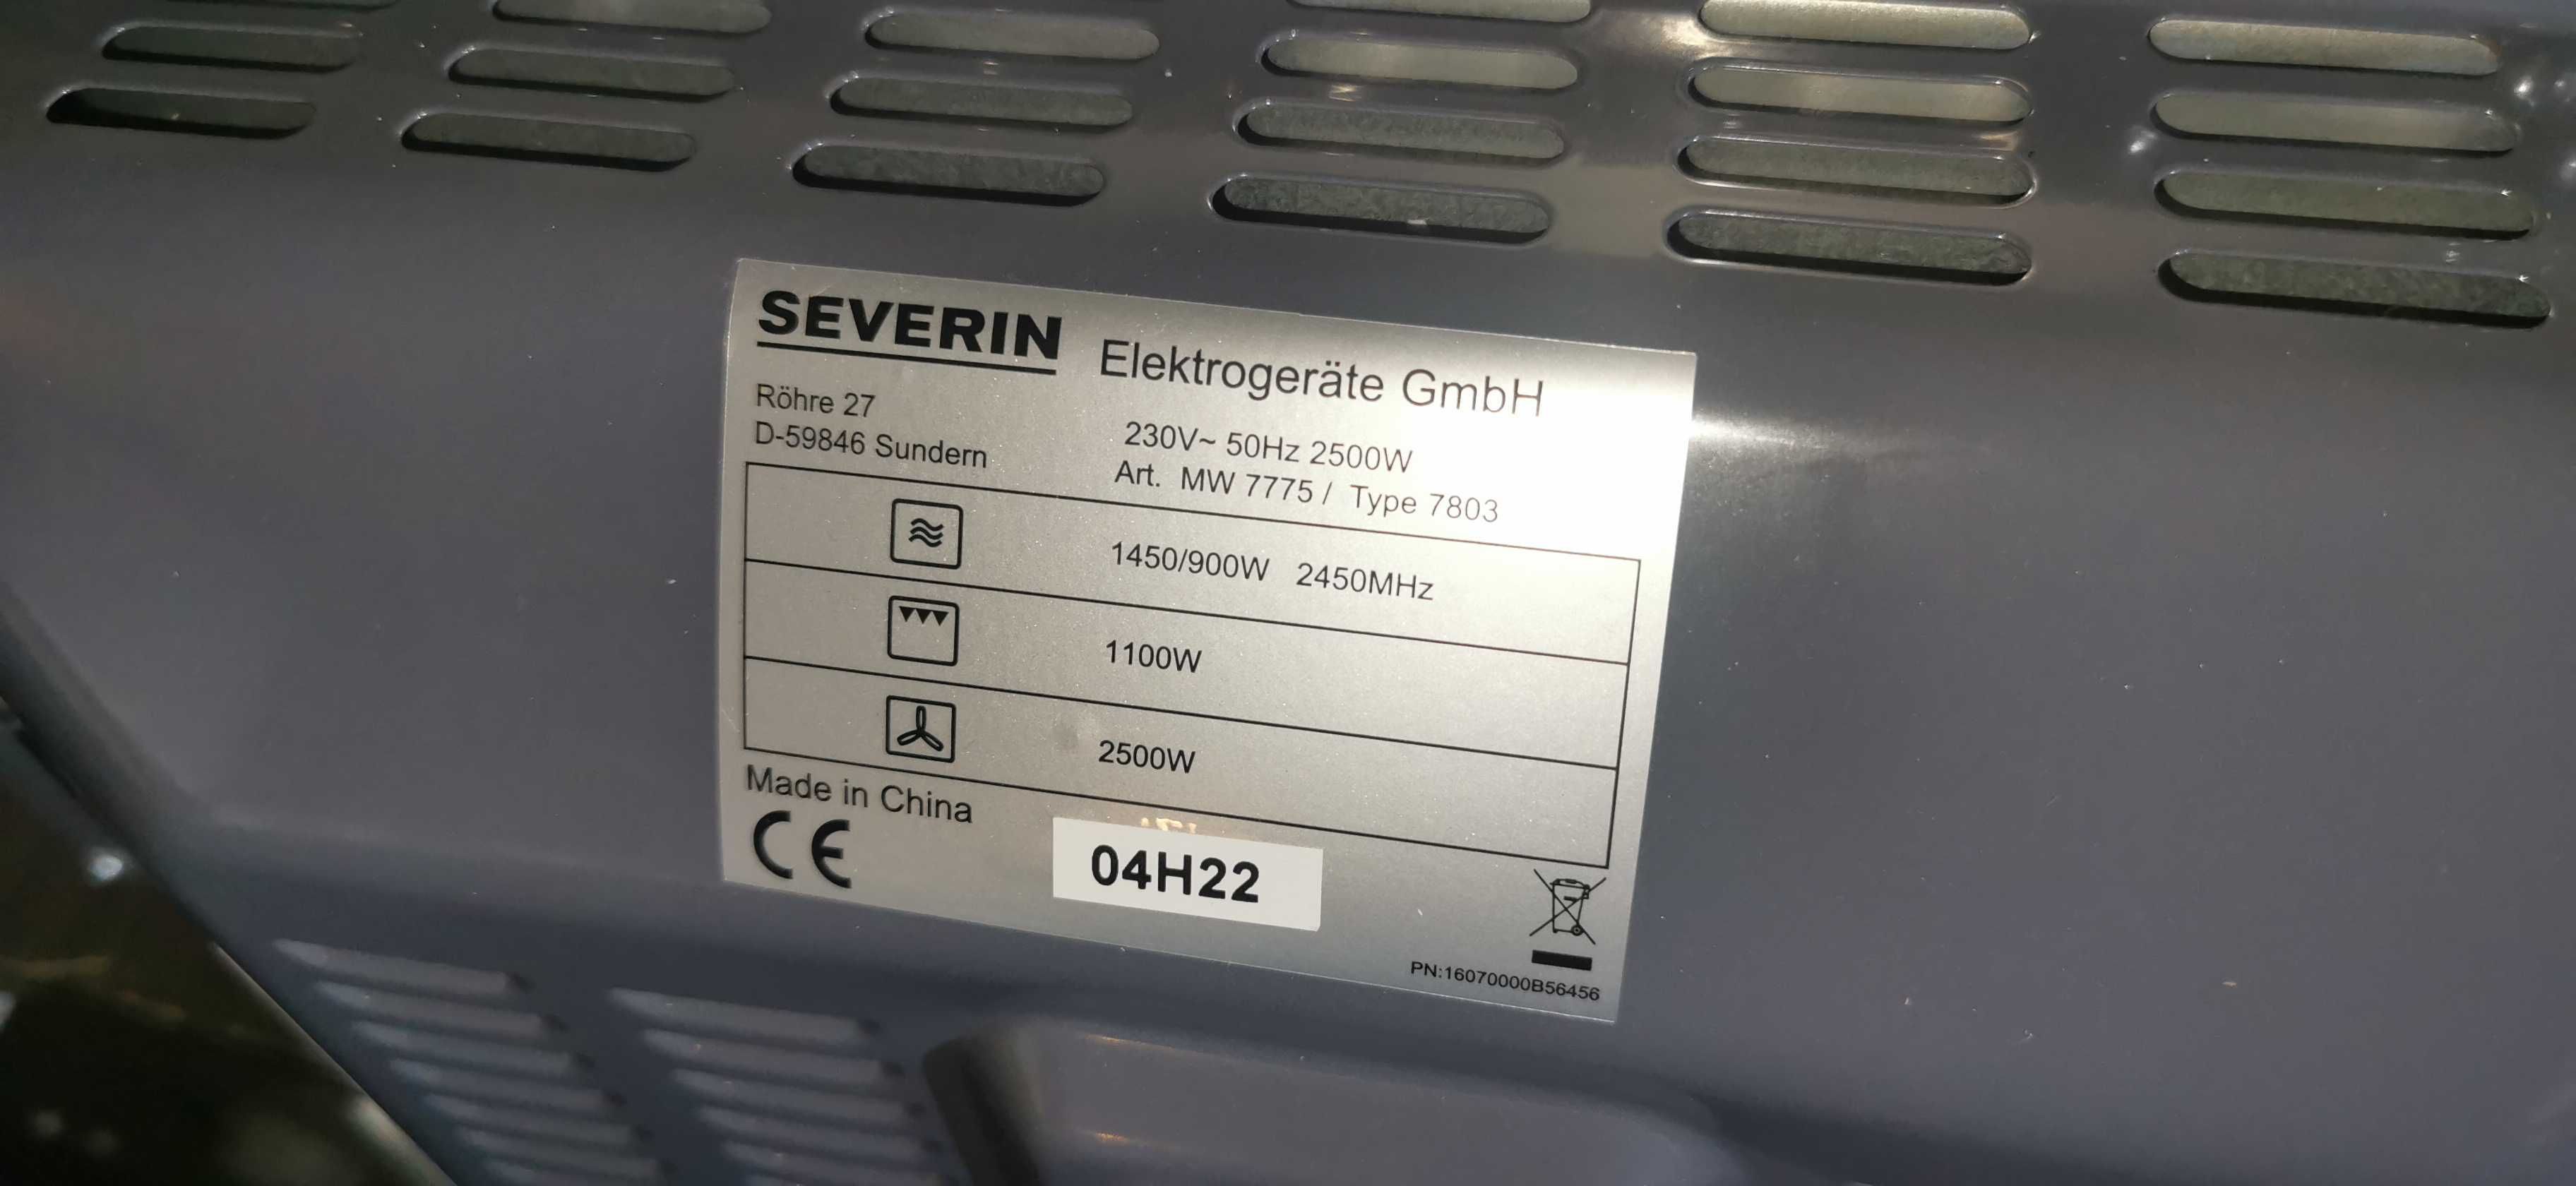 SEVERIN Elektrogeräte GmbH
Röhre 27
D-59846 Sundern
230V~ 50Hz 2500W
Art. MW 7775 / Type 7803
1450/900W 2450MHz
1100W
2500W
Made in China
CE
04H22
PN:16070000B56456